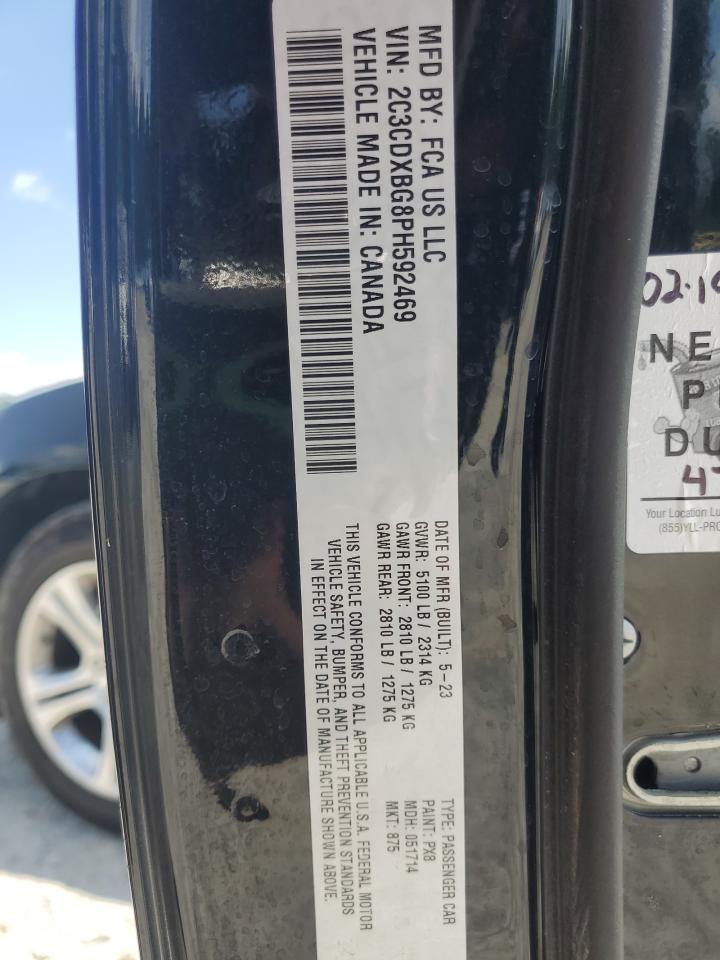 MFD BY: FCA US LLC
VIN: 2C3CDXBG8PH592469
VEHICLE MADE IN: CANADA
DATE OF MFR (BUILT): 5-23
GVWR: 5100 LB / 2314 KG
GAWR FRONT: 2810 LB / 1275 KG
GAWR REAR: 2810 LB / 1275 KG
THIS VEHICLE CONFORMS TO ALL APPLICABLE U.S.A. FEDERAL MOTOR
VEHICLE SAFETY, BUMPER, AND THEFT PREVENTION STANDARDS
IN EFFECT ON THE DATE OF MANUFACTURE SHOWN ABOVE.
TYPE: PASSENGER CAR
PAINT: PX8
MDH: 051714
MKT: 875
NE
DU
Your Location Lu
(855)YLL-PRO